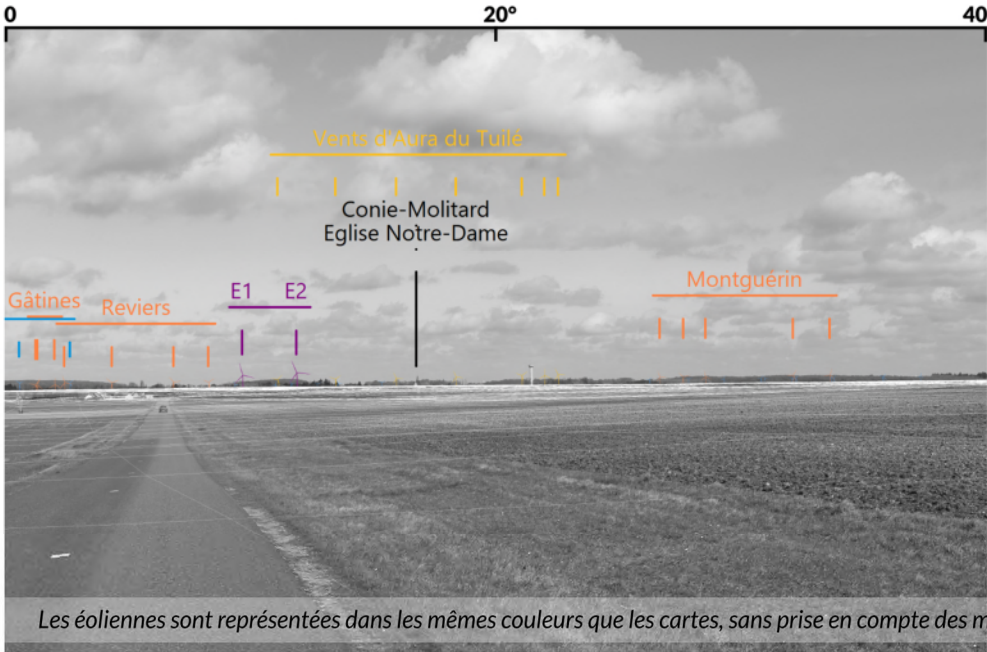 0 20° 40
Vents d'Aura du Tuilé
Conie-Molitard
Eglise Notre-Dame
Montguérin
E1 E2
Gâtines
Reviers
Les éoliennes sont représentées dans les mêmes couleurs que les cartes, sans prise en compte des m